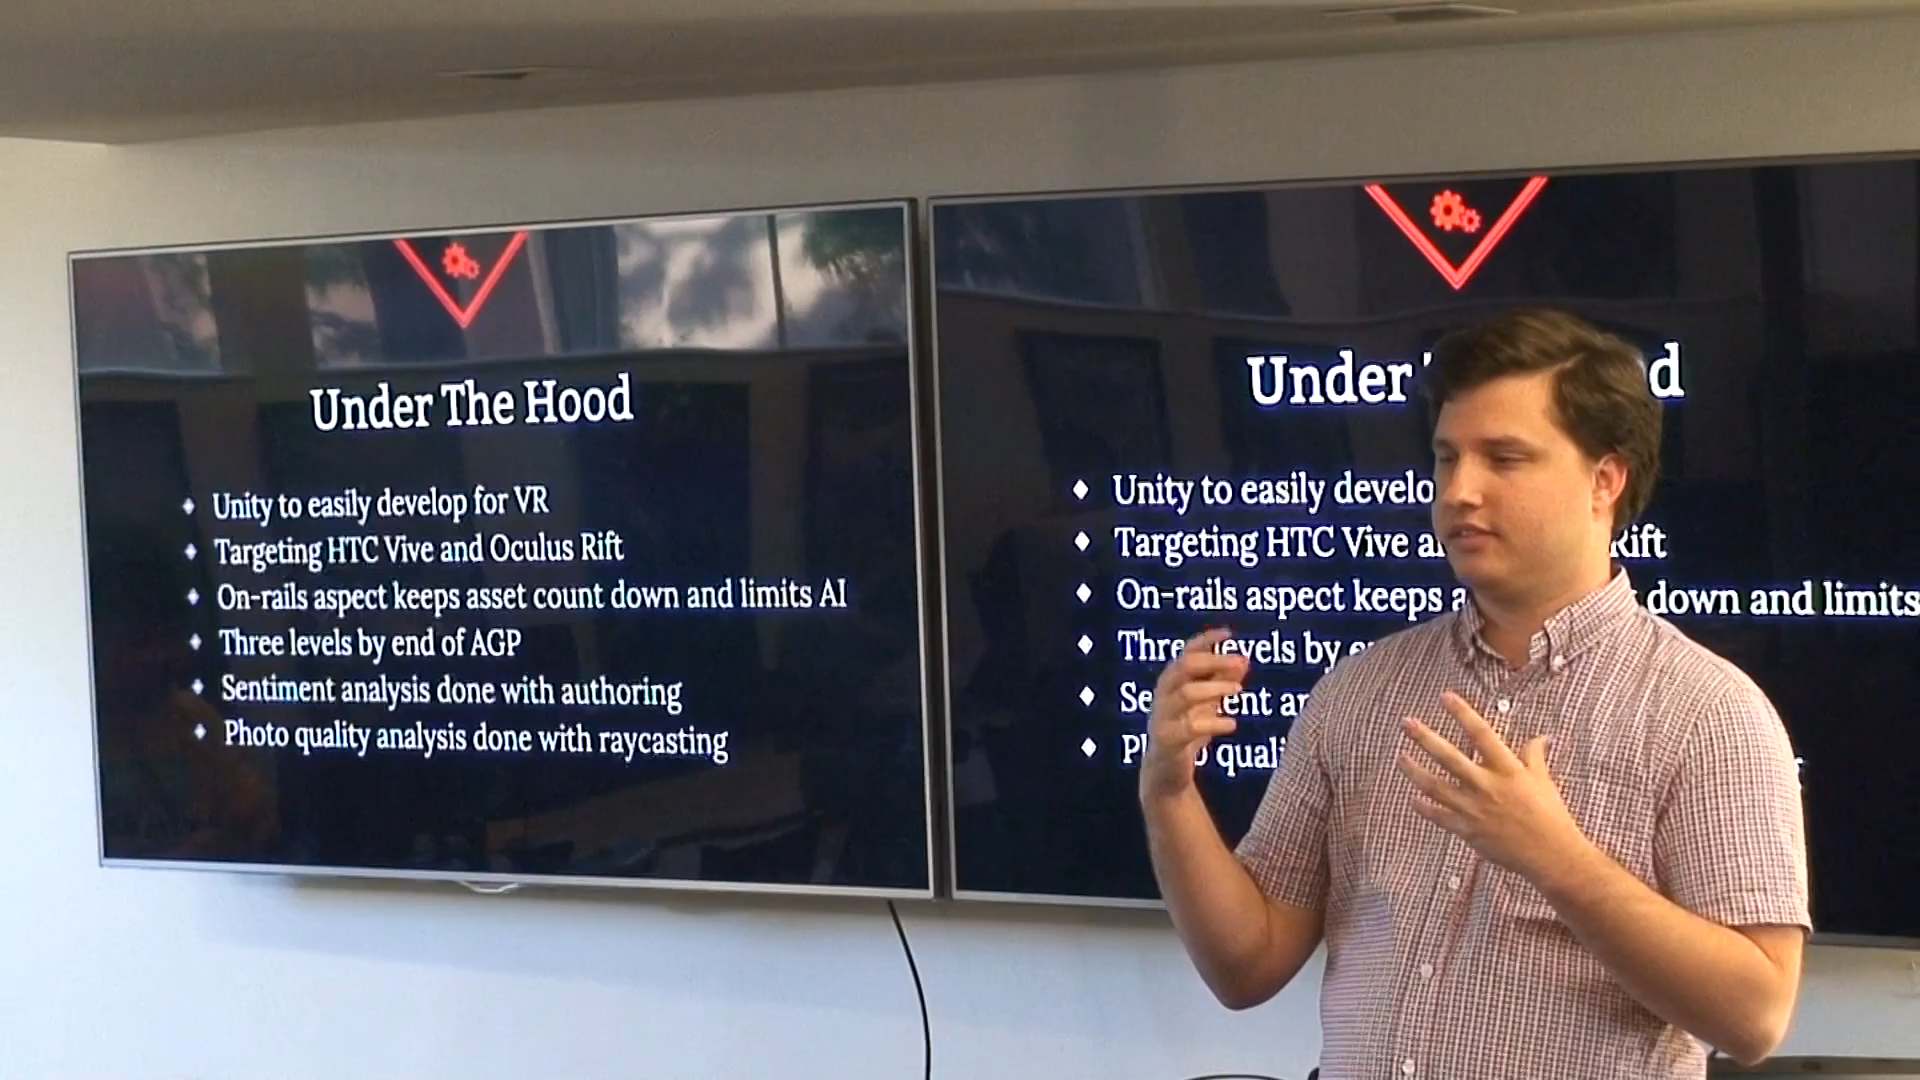 Under The Hood
Unity to easily develop for VR
Targeting HTC Vive and Oculus Rift
On-rails aspect keeps asset count down and limits AI
Three levels by end of AGP
Sentiment analysis done with authoring
Photo quality analysis done with raycasting
Under
Unity to easily
Targeting HTC Vive
On-rails aspect keeps down and limits
levels by